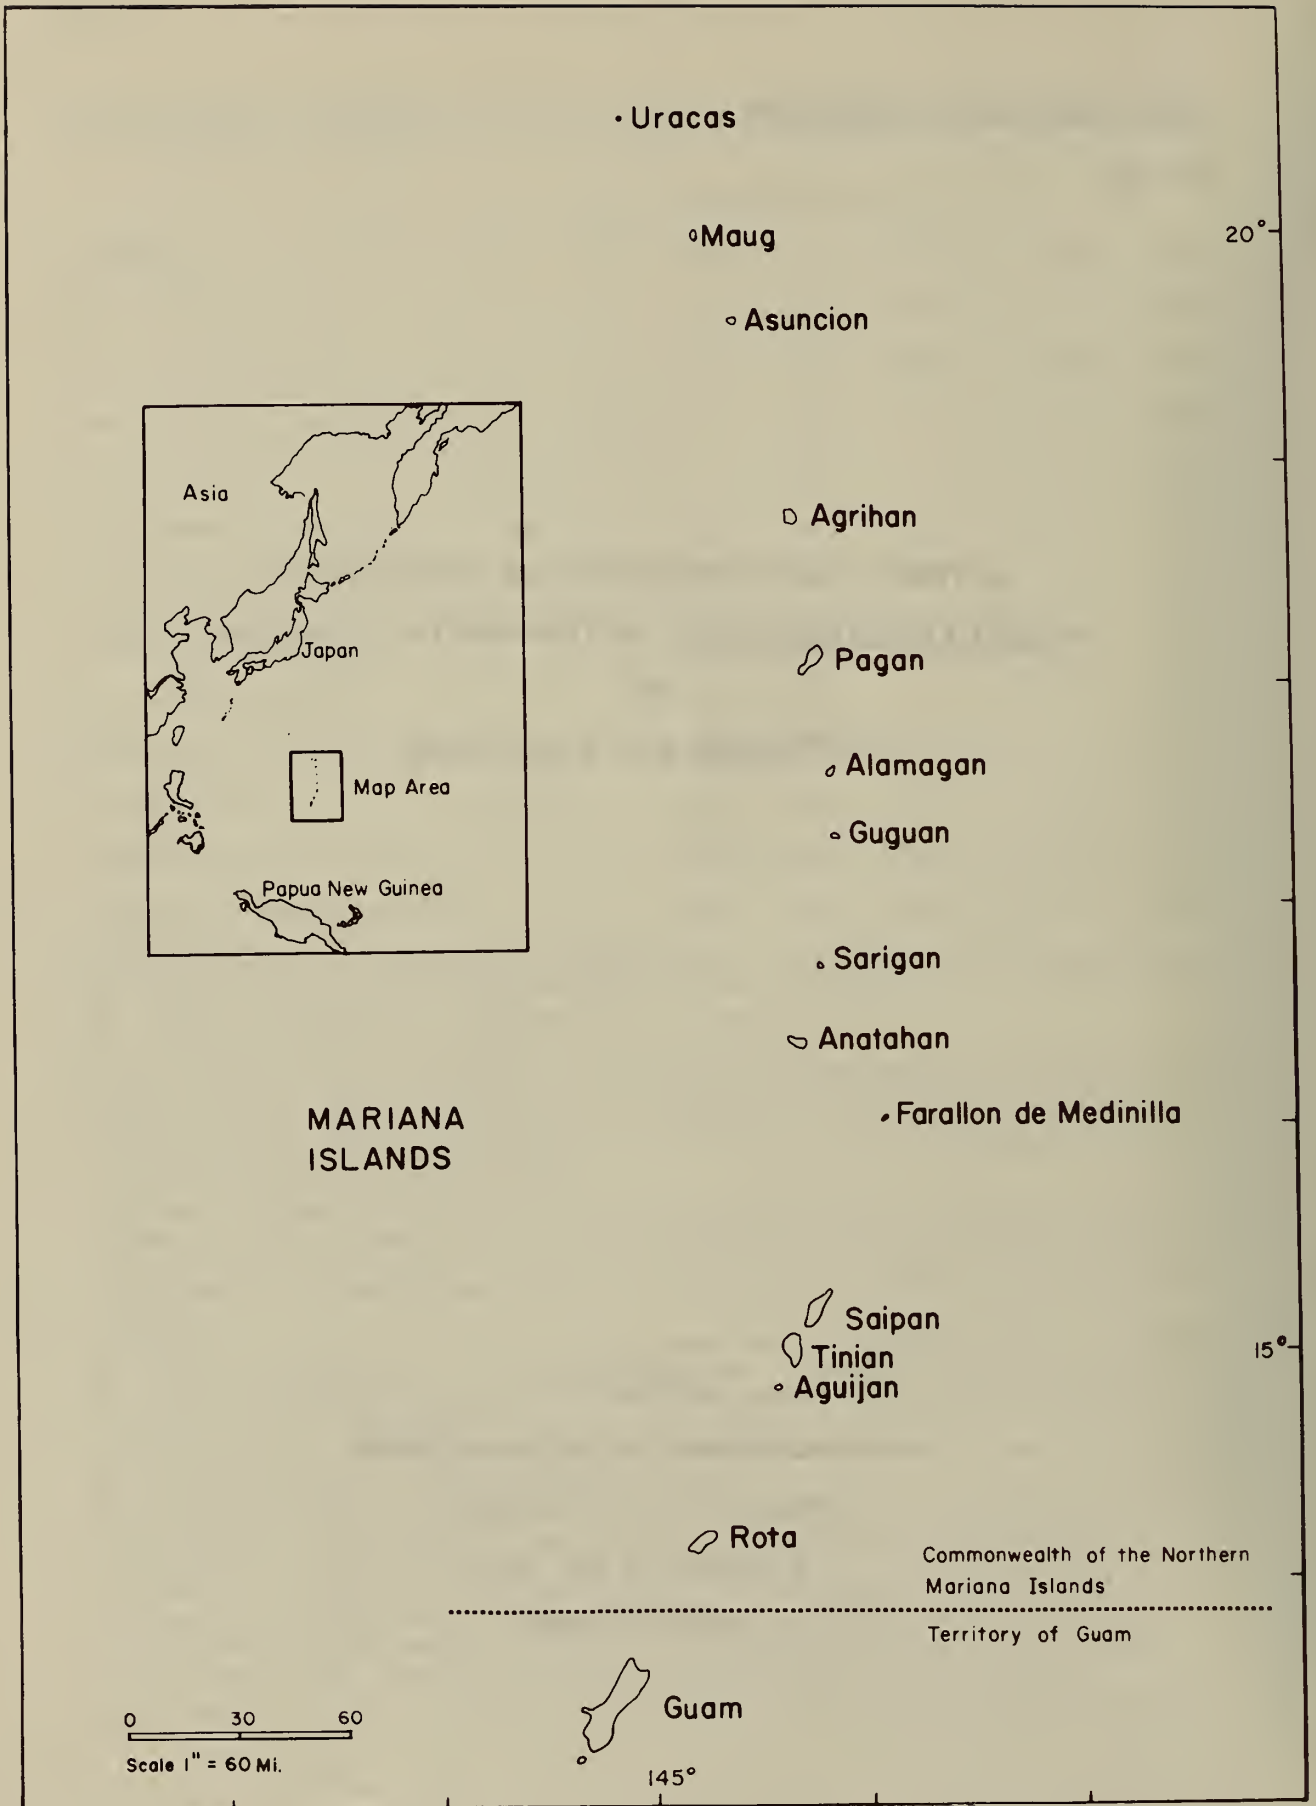 Uracas
Maug
20°
Asuncion
Asia
Agrihan
Japan
Pagan
Map Area
Alamagan
Guguan
Papua New Guinea
Sarigan
Anatahan
MARIANA
ISLANDS
Farallon de Medinilla
Saipan
15°
Tinian
Aguijan
Rota
Commonwealth of the Northern
Mariana Islands
Territory of Guam
Guam
0 30 60
Scale 1" = 60 Mi.
145°